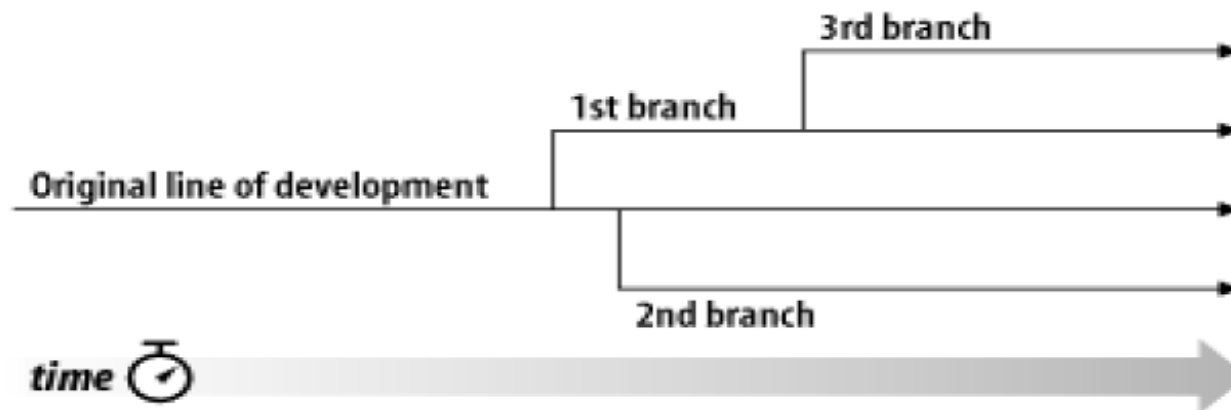 3rd branch
1st branch
Original line of development
2nd branch
time